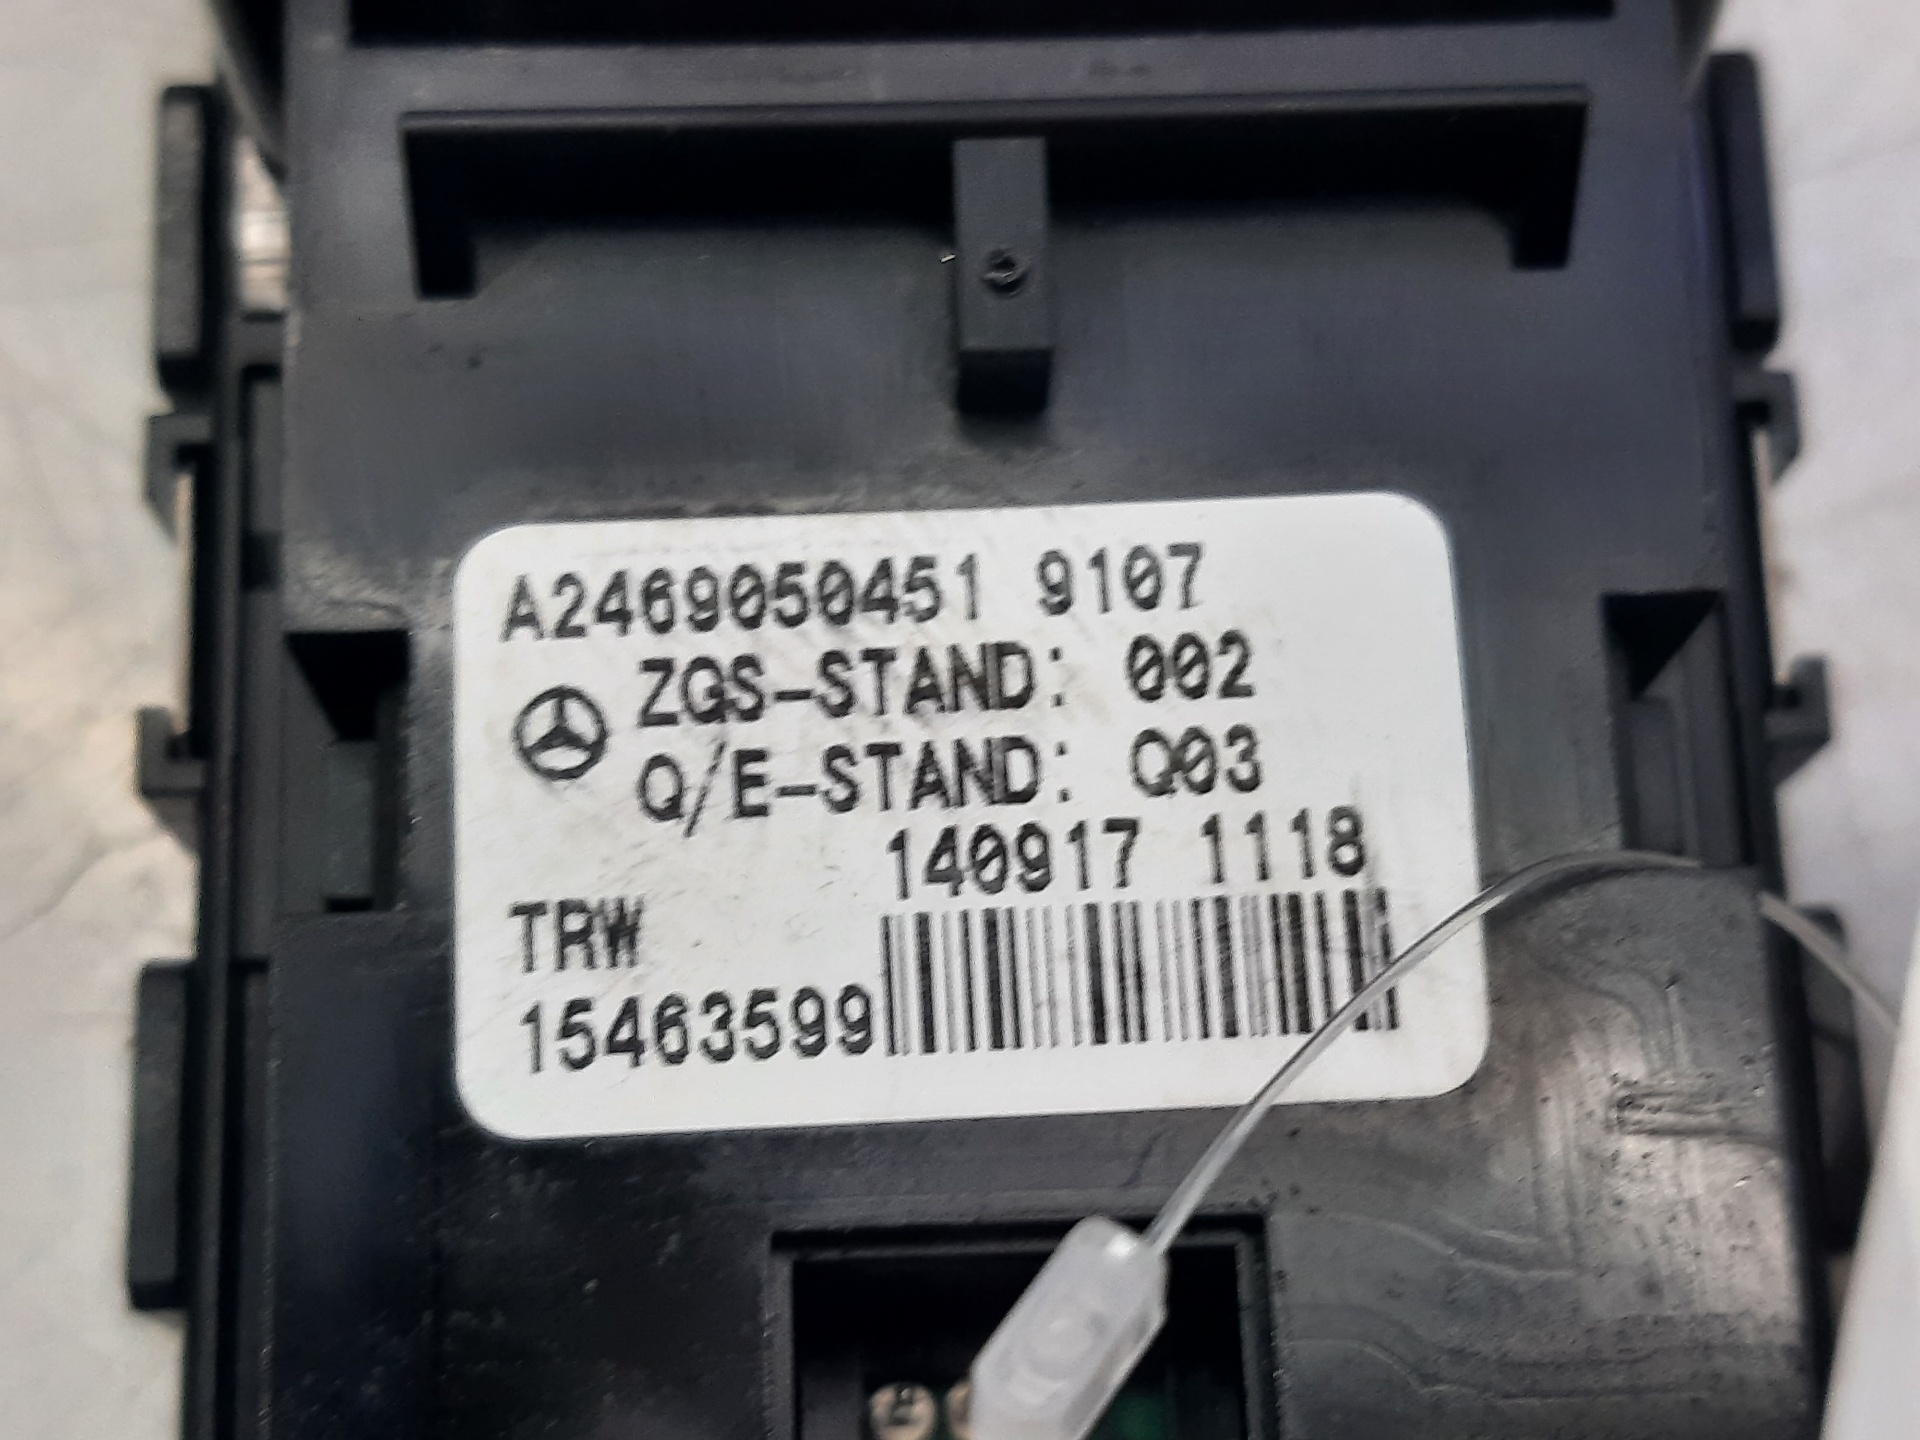 A2469050451 9107
ZGS-STAND: 002
Q/E-STAND: Q03
140917 1118
TRW
15463599